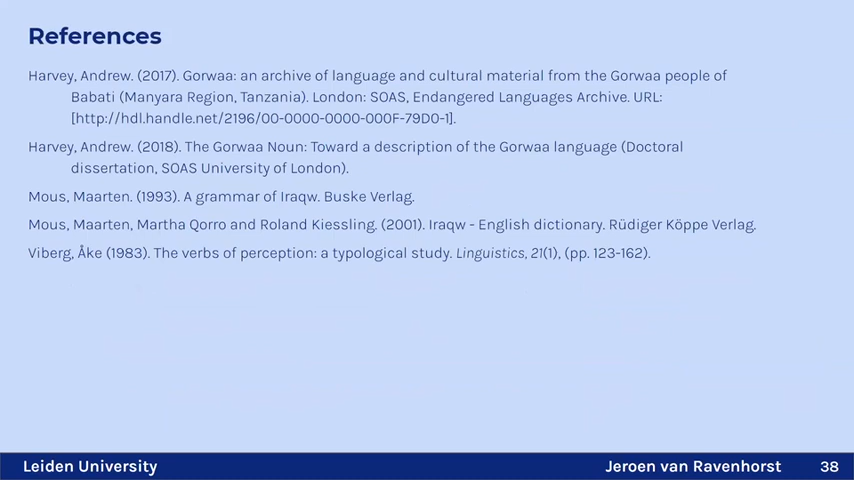 References
Harvey, Andrew. (2017). Gorwaa: an archive of language and cultural material from the Gorwaa people of
Babati (Manyara Region, Tanzania). London: SOAS, Endangered Languages Archive. URL:
[http://hdl.handle.net/2196/00-0000-0000-000F-79D0-1].
Harvey, Andrew. (2018). The Gorwaa Noun: Toward a description of the Gorwaa language (Doctoral
dissertation, SOAS University of London).
Mous, Maarten. (1993). A grammar of Iraqw. Buske Verlag.
Mous, Maarten, Martha Qorro and Roland Kiessling. (2001). Iraqw - English dictionary. Rüdiger Köppe Verlag.
Viberg, Åke (1983). The verbs of perception: a typological study. Linguistics, 21(1), (pp. 123-162).
Leiden University
Jeroen van Ravenhorst 38